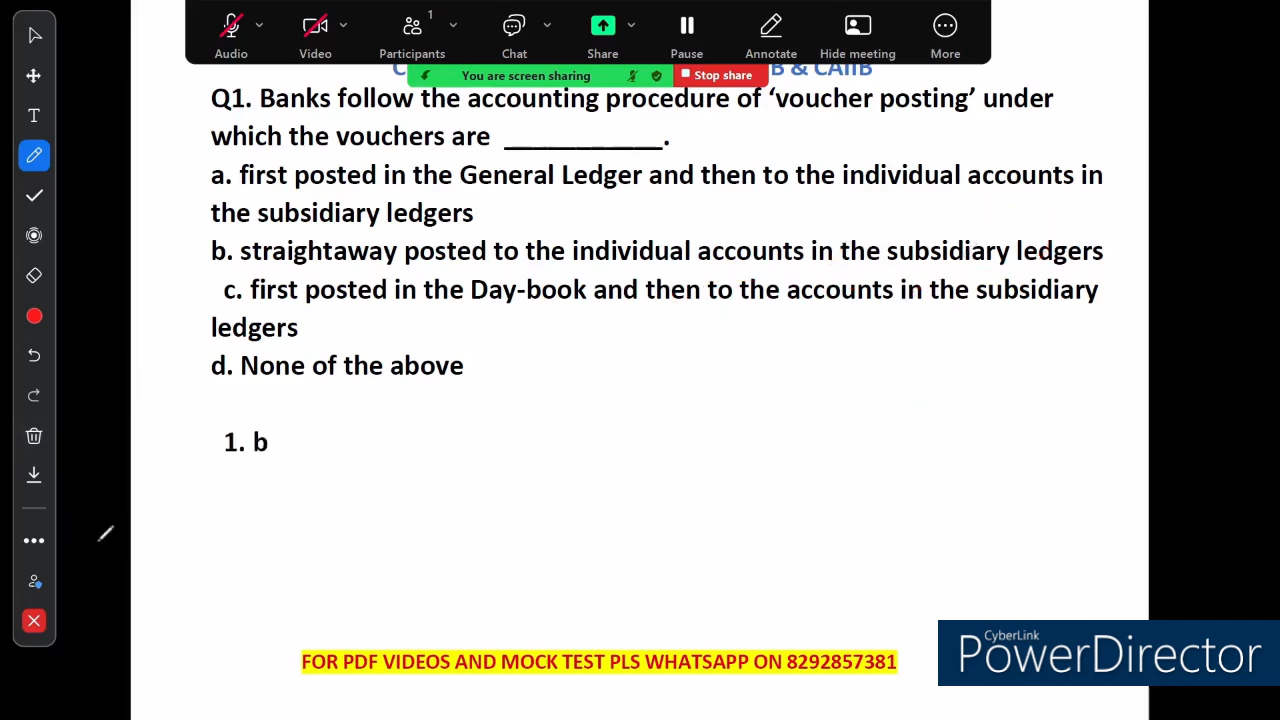 1
Audio Video Participants Chat Share Pause Annotate Hide meeting More
B & CAIIB
You are screen sharing Stop share
Q1. Banks follow the accounting procedure of ‘voucher posting’ under
which the vouchers are ___________.
a. first posted in the General Ledger and then to the individual accounts in
the subsidiary ledgers
b. straightaway posted to the individual accounts in the subsidiary ledgers
c. first posted in the Day-book and then to the accounts in the subsidiary
ledgers
d. None of the above
1. b
FOR PDF VIDEOS AND MOCK TEST PLS WHATSAPP ON 8292857381
CyberLink
PowerDirector